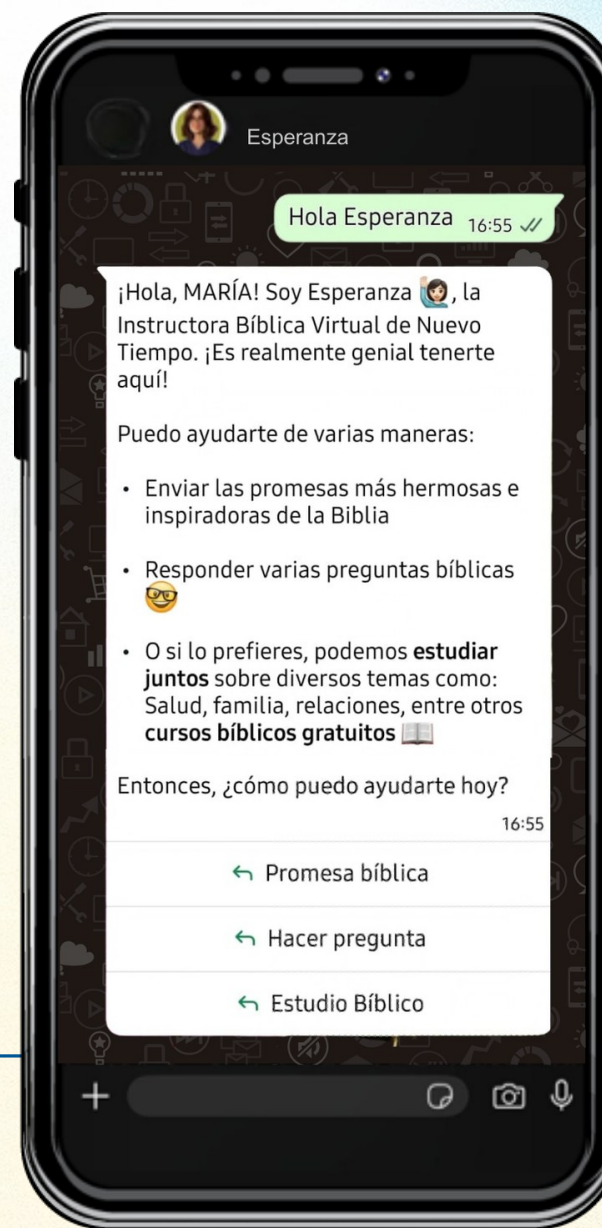 Esperanza
Hola Esperanza 16:55
¡Hola, MARÍA! Soy Esperanza 🙋🏻‍♀️, la
Instructora Bíblica Virtual de Nuevo
Tiempo. ¡Es realmente genial tenerte
aquí!
Puedo ayudarte de varias maneras:
• Enviar las promesas más hermosas e
inspiradoras de la Biblia
• Responder varias preguntas bíblicas
🤓
• O si lo prefieres, podemos estudiar
juntos sobre diversos temas como:
Salud, familia, relaciones, entre otros
cursos bíblicos gratuitos 📖
Entonces, ¿cómo puedo ayudarte hoy?
16:55
Promesa bíblica
Hacer pregunta
Estudio Bíblico